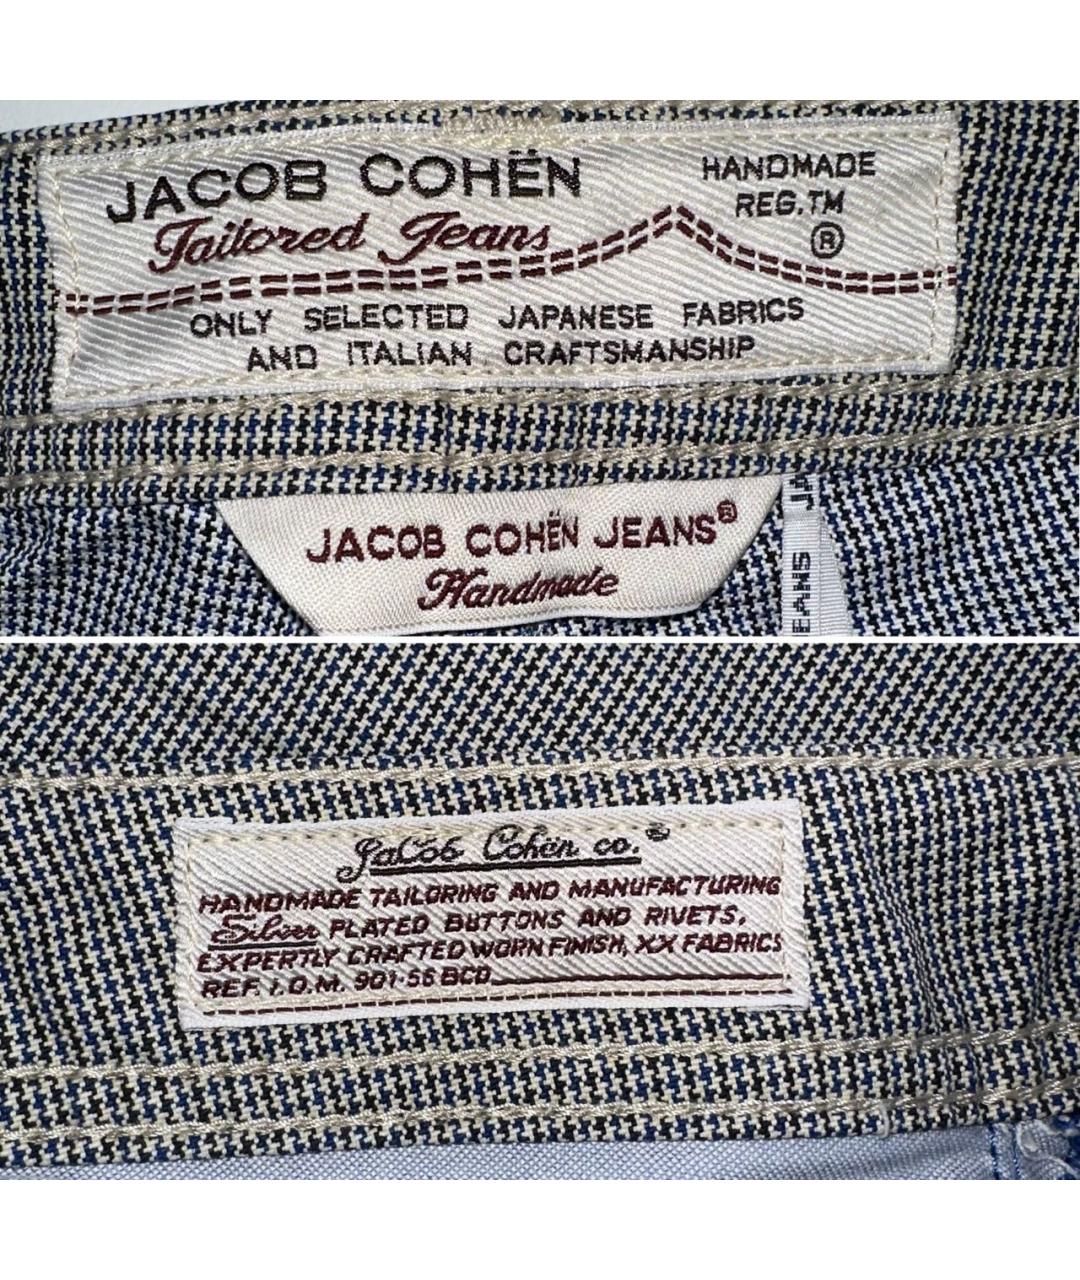 JACOB COHËN
Tailored Jeans
HANDMADE
REG.TM
®
ONLY SELECTED JAPANESE FABRICS
AND ITALIAN CRAFTSMANSHIP
JACOB COHËN JEANS®
Handmade
JA
EANS
JaCob Cohën co.®
HANDMADE TAILORING AND MANUFACTURING
Silver PLATED BUTTONS AND RIVETS,
EXPERTLY CRAFTED WORN FINISH, XX FABRICS
REF. I.O.M. 901-56 BCD